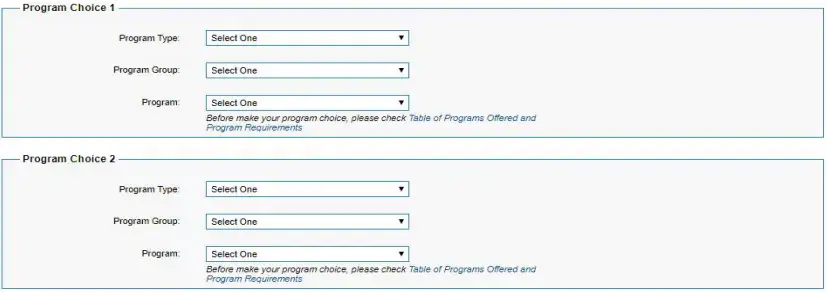 Program Choice 1
Program Type: Select One
Program Group: Select One
Program: Select One
Before make your program choice, please check Table of Programs Offered and
Program Requirements
Program Choice 2
Program Type: Select One
Program Group: Select One
Program: Select One
Before make your program choice, please check Table of Programs Offered and
Program Requirements